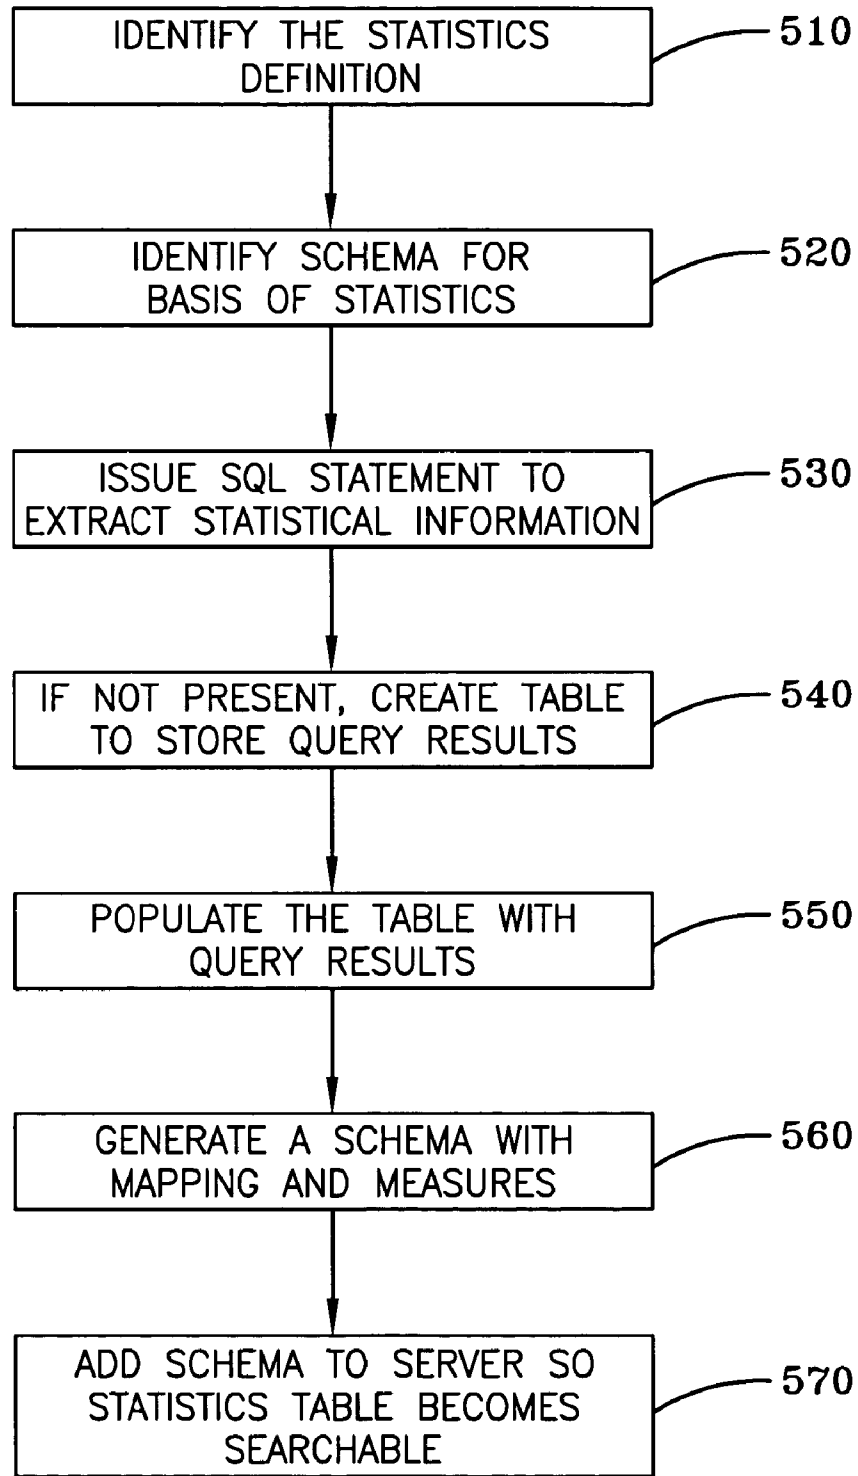 IDENTIFY THE STATISTICS
DEFINITION
510
IDENTIFY SCHEMA FOR
BASIS OF STATISTICS
520
ISSUE SQL STATEMENT TO
EXTRACT STATISTICAL INFORMATION
530
IF NOT PRESENT, CREATE TABLE
TO STORE QUERY RESULTS
540
POPULATE THE TABLE WITH
QUERY RESULTS
550
GENERATE A SCHEMA WITH
MAPPING AND MEASURES
560
ADD SCHEMA TO SERVER SO
STATISTICS TABLE BECOMES
SEARCHABLE
570